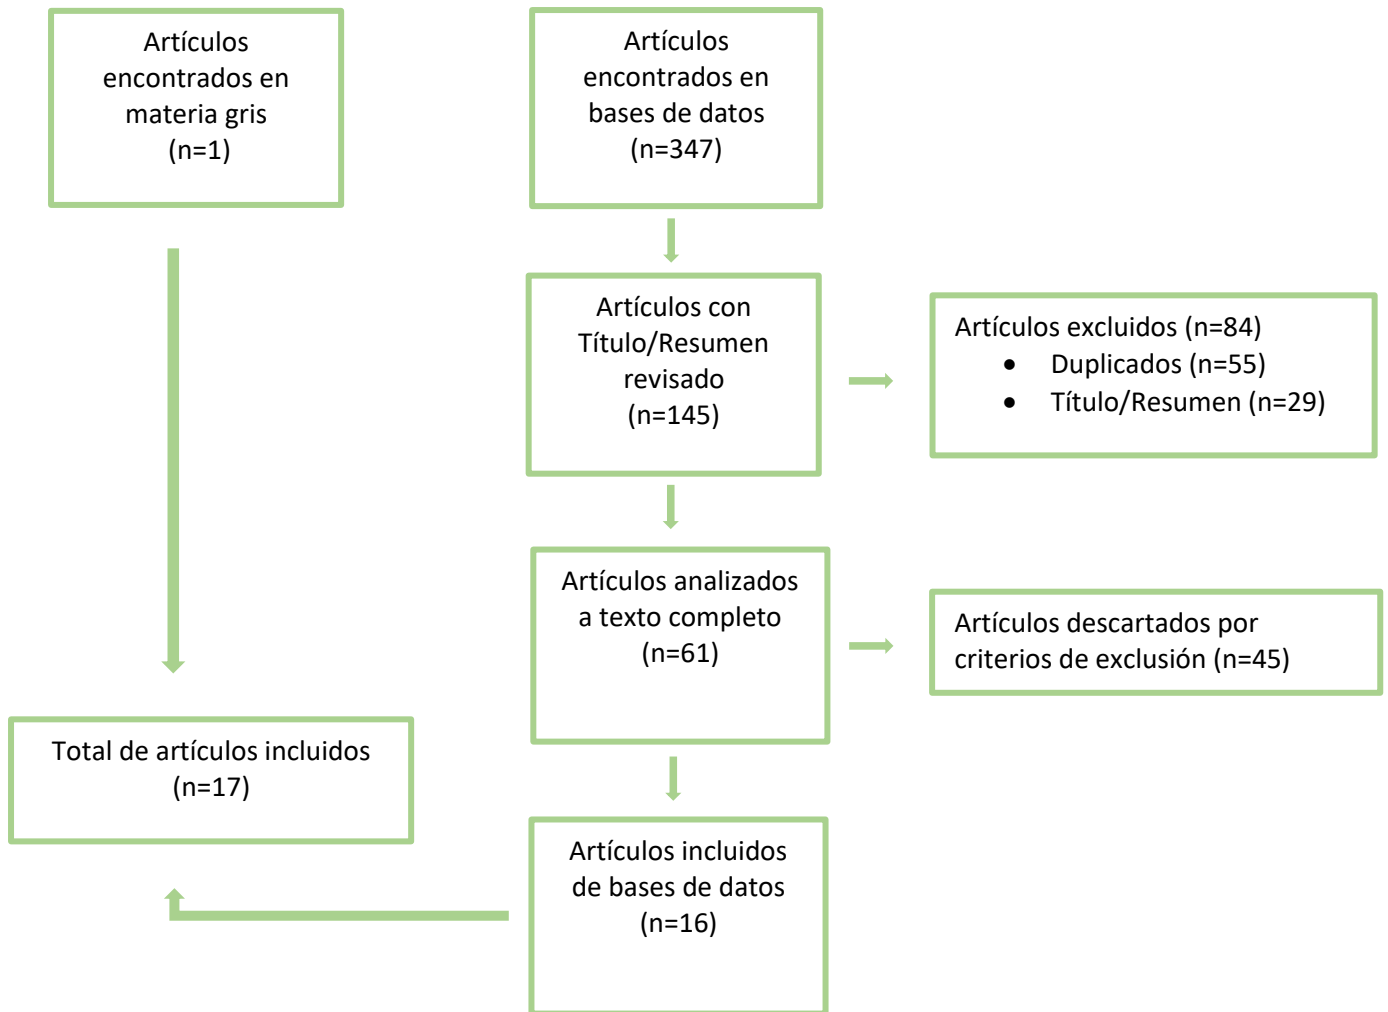 Artículos
encontrados en
materia gris
(n=1)
Artículos
encontrados en
bases de datos
(n=347)
Artículos con
Título/Resumen
revisado
(n=145)
Artículos excluidos (n=84)
• Duplicados (n=55)
• Título/Resumen (n=29)
Artículos analizados
a texto completo
(n=61)
Artículos descartados por
criterios de exclusión (n=45)
Total de artículos incluidos
(n=17)
Artículos incluidos
de bases de datos
(n=16)